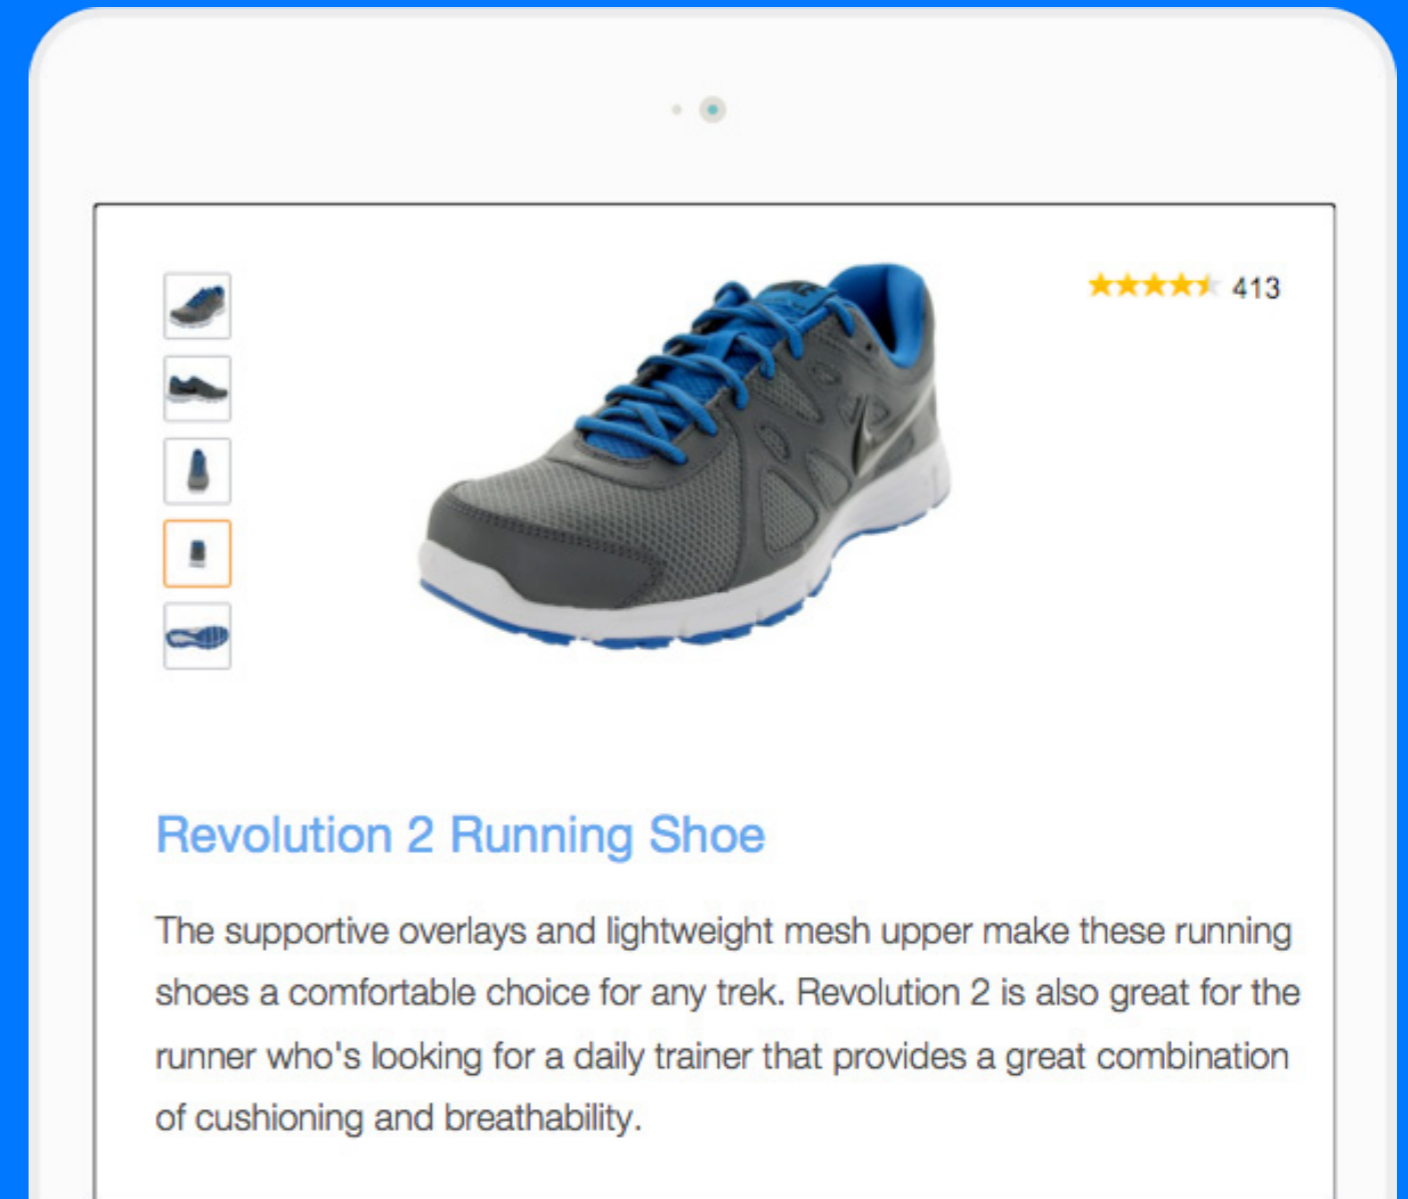 413
Revolution 2 Running Shoe
The supportive overlays and lightweight mesh upper make these running
shoes a comfortable choice for any trek. Revolution 2 is also great for the
runner who's looking for a daily trainer that provides a great combination
of cushioning and breathability.